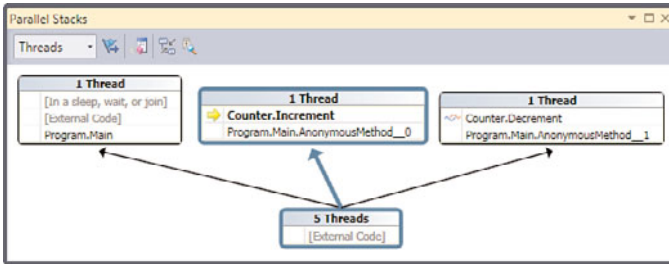 Parallel Stacks
Threads
1 Thread
[In a sleep, wait, or join]
[External Code]
Program.Main
1 Thread
Counter.Increment
Program.Main.AnonymousMethod__0
1 Thread
Counter.Decrement
Program.Main.AnonymousMethod__1
5 Threads
[External Code]